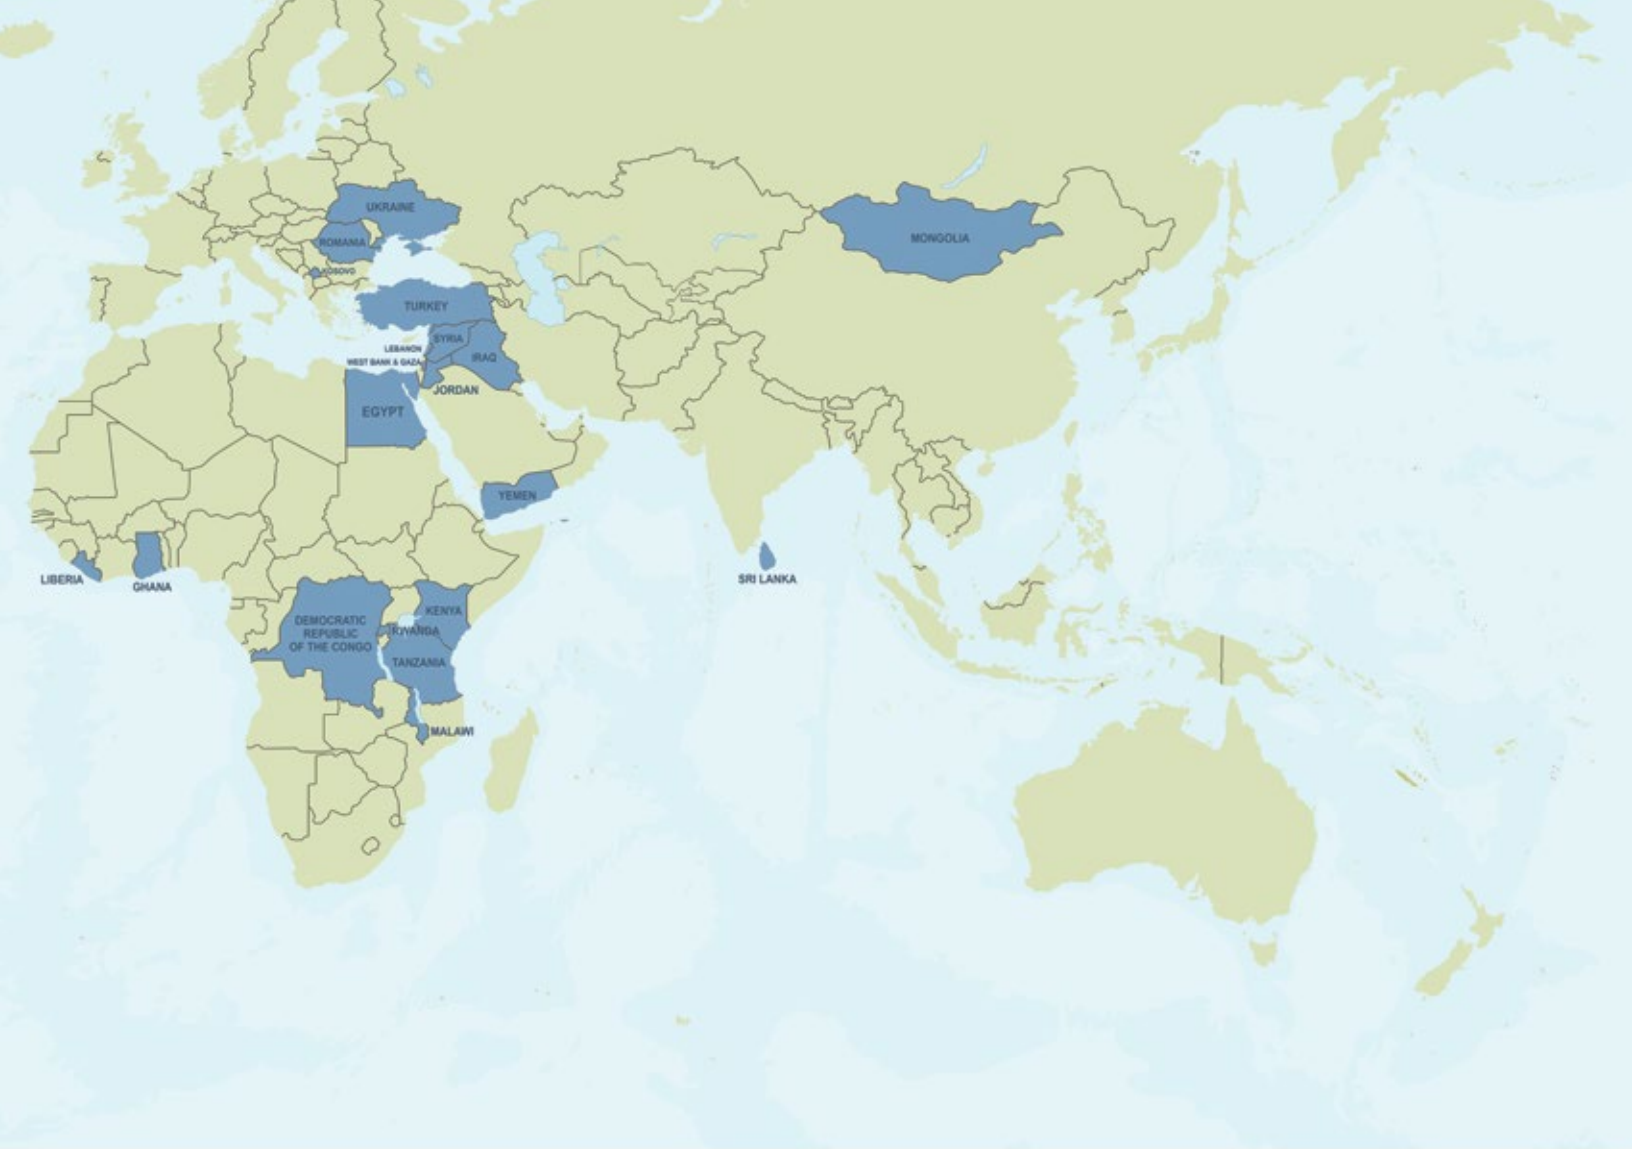 UKRAINE
ROMANIA
KOSOVO
MONGOLIA
TURKEY
SYRIA
LEBANON
IRAQ
WEST BANK & GAZA
JORDAN
EGYPT
YEMEN
LIBERIA
GHANA
SRI LANKA
KENYA
DEMOCRATIC
REPUBLIC
OF THE CONGO
RWANDA
TANZANIA
MALAWI